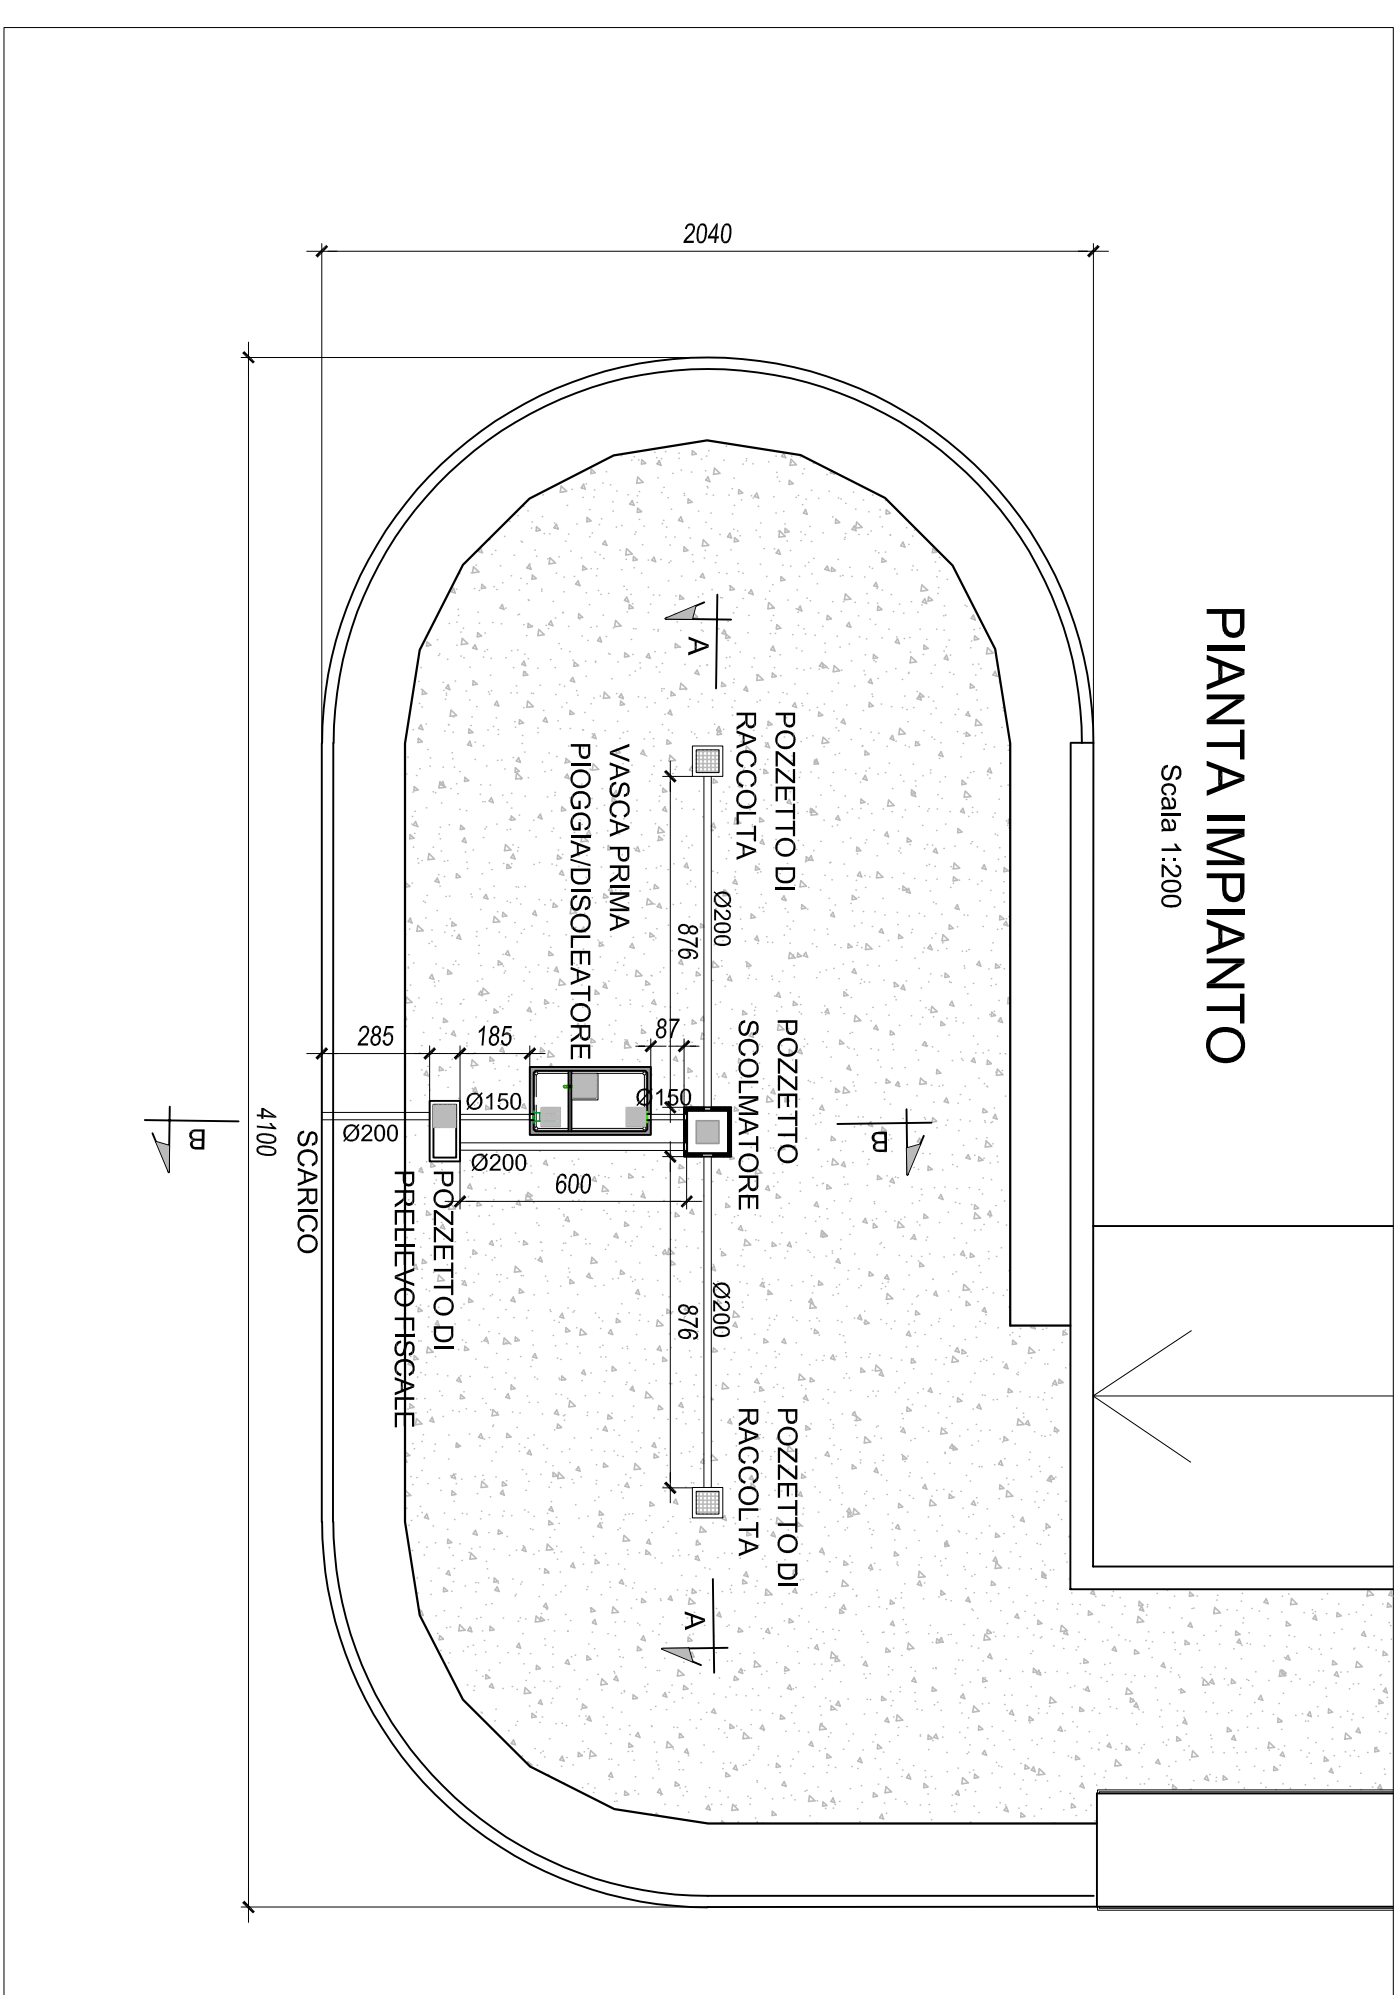 PIANTA IMPIANTO
Scala 1:200
2040
4100
A
POZZETTO DI
RACCOLTA
Ø200
876
VASCA PRIMA
PIOGGIA/DISOLEATORE
POZZETTO
SCOLMATORE
87
Ø150
285
185
Ø150
Ø200
Ø200
600
B
B
SCARICO
POZZETTO DI
PRELIEVO FISCALE
Ø200
876
POZZETTO DI
RACCOLTA
A